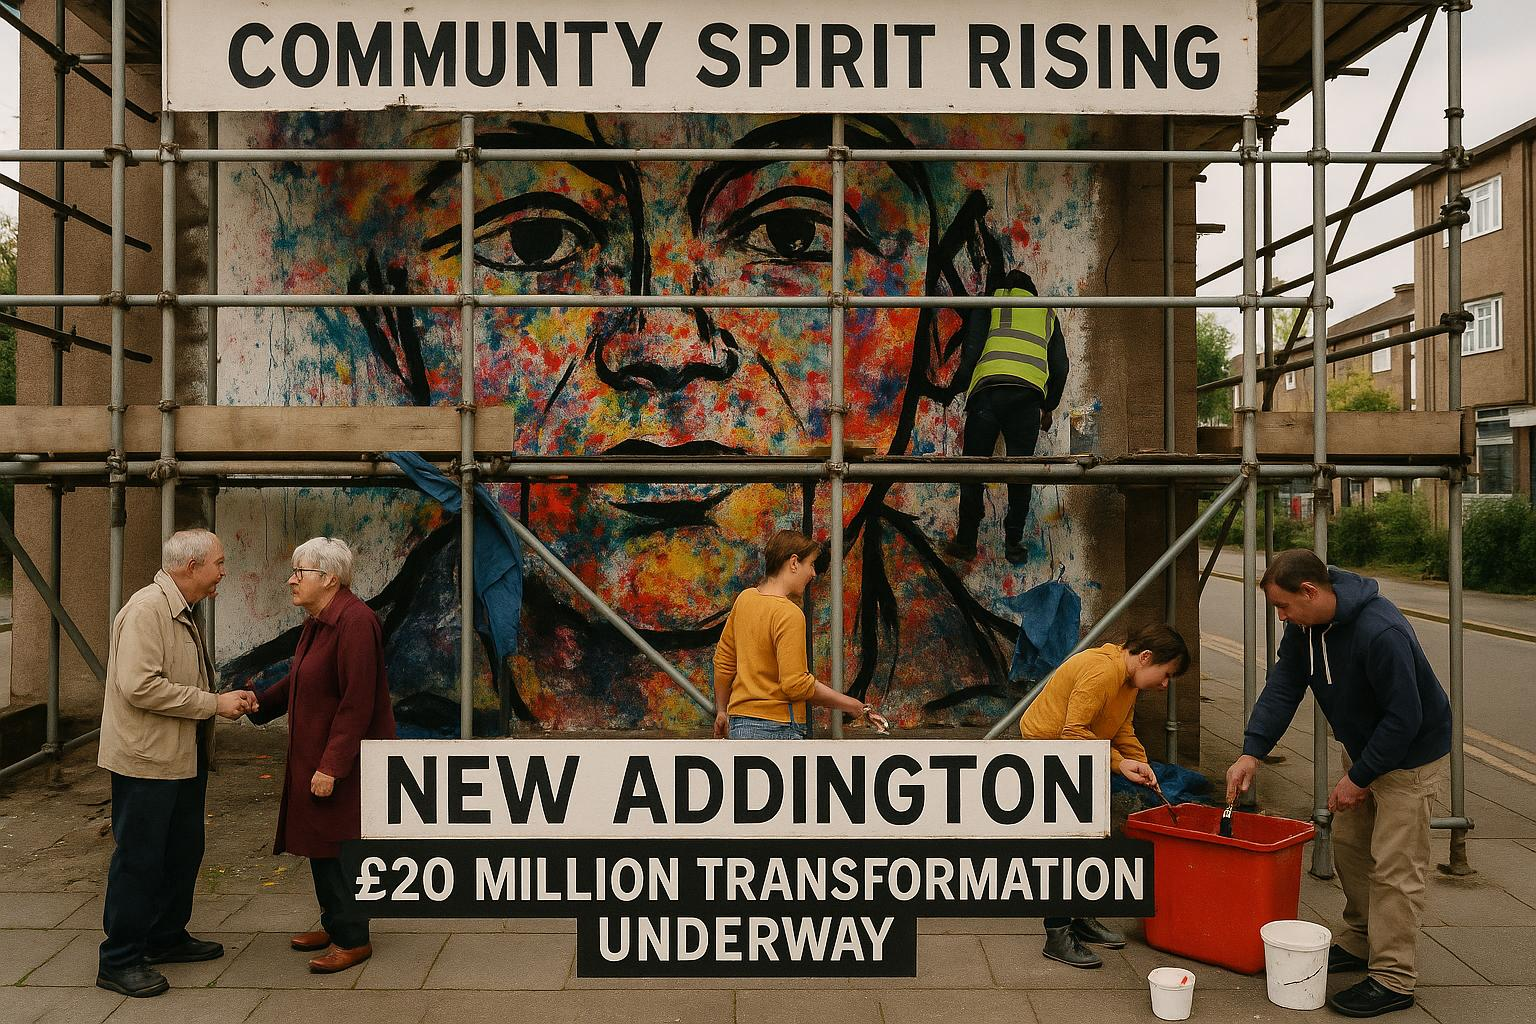 COMMUNTY SPIRIT RISING
NEW ADDINGTON
£20 MILLION TRANSFORMATION
UNDERWAY